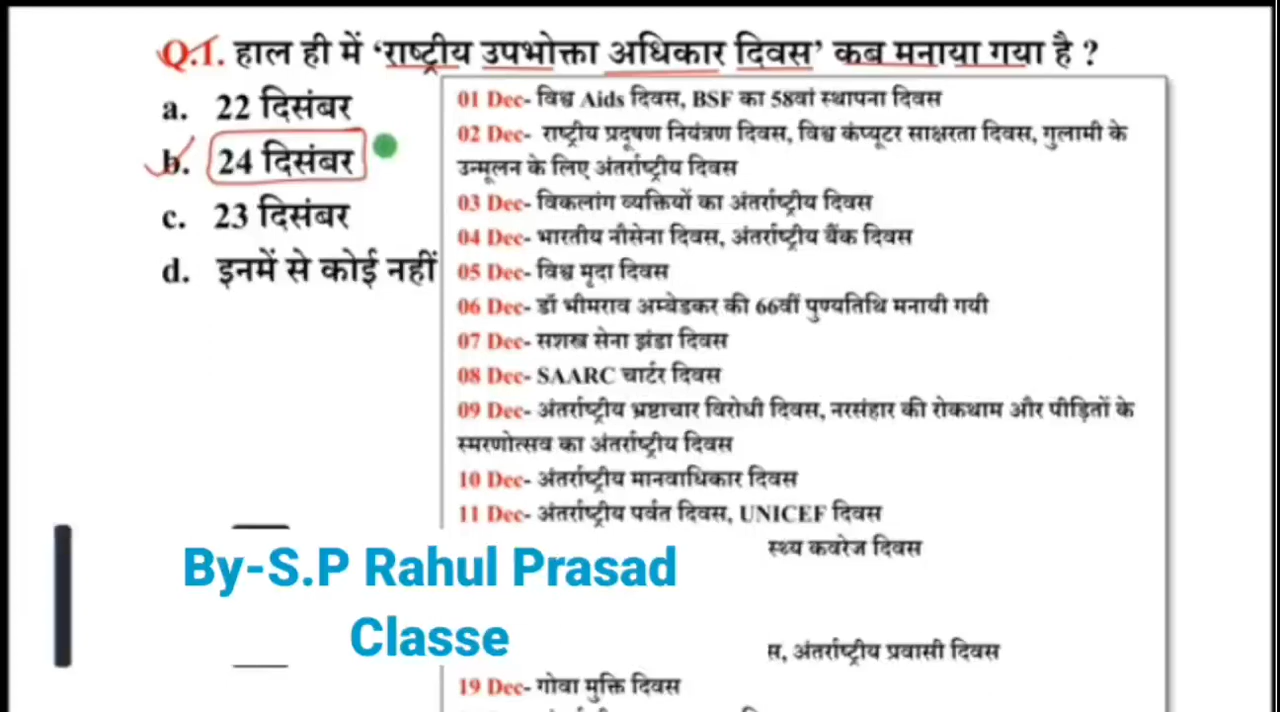 Q.1. हाल ही में ‘राष्ट्रीय उपभोक्ता अधिकार दिवस’ कब मनाया गया है ?
a. 22 दिसंबर
b. 24 दिसंबर
c. 23 दिसंबर
d. इनमें से कोई नहीं
01 Dec- विश्व Aids दिवस, BSF का 58वां स्थापना दिवस
02 Dec- राष्ट्रीय प्रदूषण नियंत्रण दिवस, विश्व कंप्यूटर साक्षरता दिवस, गुलामी के
उन्मूलन के लिए अंतर्राष्ट्रीय दिवस
03 Dec- विकलांग व्यक्तियों का अंतर्राष्ट्रीय दिवस
04 Dec- भारतीय नौसेना दिवस, अंतर्राष्ट्रीय बैंक दिवस
05 Dec- विश्व मृदा दिवस
06 Dec- डॉ भीमराव अम्बेडकर की 66वीं पुण्यतिथि मनायी गयी
07 Dec- सशस्त्र सेना झंडा दिवस
08 Dec- SAARC चार्टर दिवस
09 Dec- अंतर्राष्ट्रीय भ्रष्टाचार विरोधी दिवस, नरसंहार की रोकथाम और पीड़ितों के
स्मरणोत्सव का अंतर्राष्ट्रीय दिवस
10 Dec- अंतर्राष्ट्रीय मानवाधिकार दिवस
11 Dec- अंतर्राष्ट्रीय पर्वत दिवस, UNICEF दिवस
स्थ्य कवरेज दिवस
By-S.P Rahul Prasad
Classe
स, अंतर्राष्ट्रीय प्रवासी दिवस
19 Dec- गोवा मुक्ति दिवस